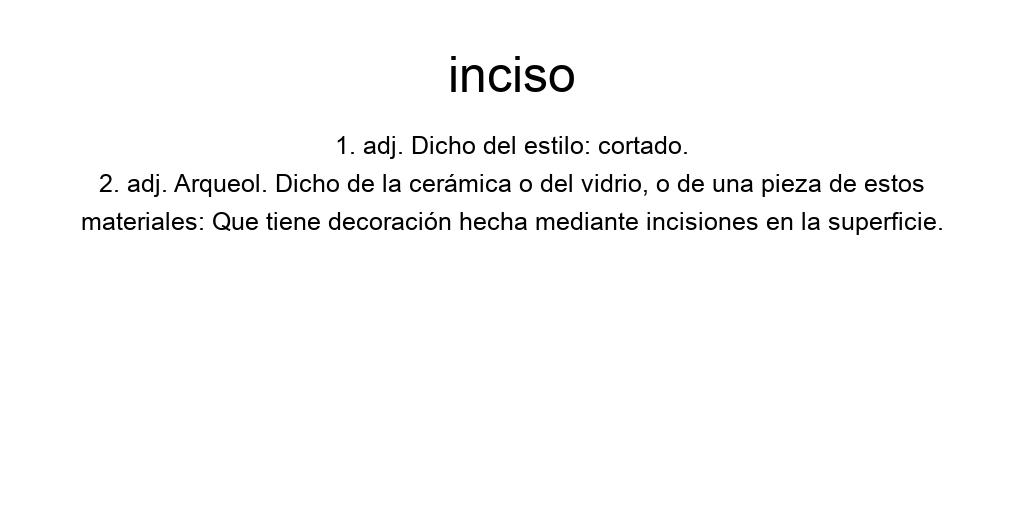 inciso
1. adj. Dicho del estilo: cortado.
2. adj. Arqueol. Dicho de la cerámica o del vidrio, o de una pieza de estos
materiales: Que tiene decoración hecha mediante incisiones en la superficie.